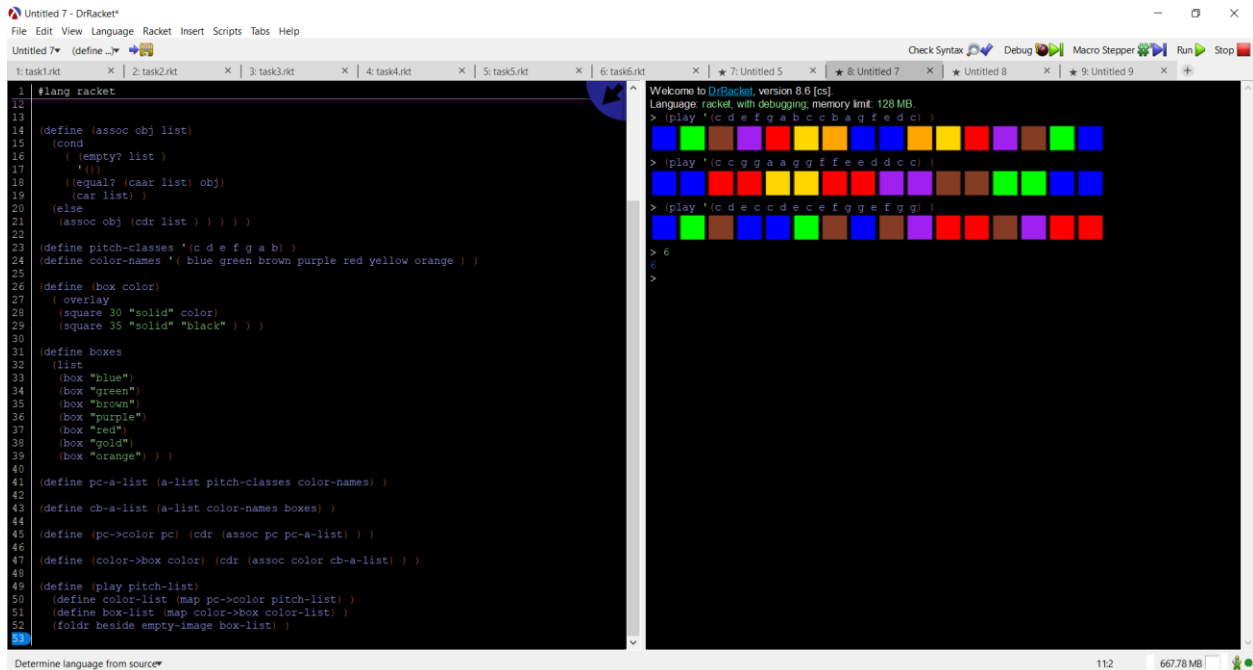 Untitled 7 - DrRacket*
File Edit View Language Racket Insert Scripts Tabs Help
Untitled 7▾ (define ...)▾ Check Syntax Debug Macro Stepper Run Stop
1: task1.rkt × 2: task2.rkt × 3: task3.rkt × 4: task4.rkt × 5: task5.rkt × 6: task6.rkt × ★ 7: Untitled 5 × ★ 8: Untitled 7 × ★ Untitled 8 × ★ 9: Untitled 9 × +
1 #lang racket
12
13
14 (define (assoc obj list)
15 (cond
16 ( (empty? list )
17 '())
18 ((equal? (caar list) obj)
19 (car list) )
20 (else
21 (assoc obj (cdr list ) ) ) ) )
22
23 (define pitch-classes '(c d e f g a b) )
24 (define color-names '( blue green brown purple red yellow orange ) )
25
26 (define (box color)
27 ( overlay
28 (square 30 "solid" color)
29 (square 35 "solid" "black" ) ) )
30
31 (define boxes
32 (list
33 (box "blue")
34 (box "green")
35 (box "brown")
36 (box "purple")
37 (box "red")
38 (box "gold")
39 (box "orange") ) )
40
41 (define pc-a-list (a-list pitch-classes color-names) )
42
43 (define cb-a-list (a-list color-names boxes) )
44
45 (define (pc->color pc) (cdr (assoc pc pc-a-list) ) )
46
47 (define (color->box color) (cdr (assoc color cb-a-list) ) )
48
49 (define (play pitch-list)
50 (define color-list (map pc->color pitch-list) )
51 (define box-list (map color->box color-list) )
52 (foldr beside empty-image box-list) )
53
Welcome to DrRacket, version 8.6 [cs].
Language: racket, with debugging; memory limit: 128 MB.
> (play '(c d e f g a b c c b a g f e d c) )
> (play '(c c g g a a g g f f e e d d c c) )
> (play '(c d e c c d e c e f g g e f g g) )
> 6
6
>
Determine language from source▾ 11:2 667.78 MB